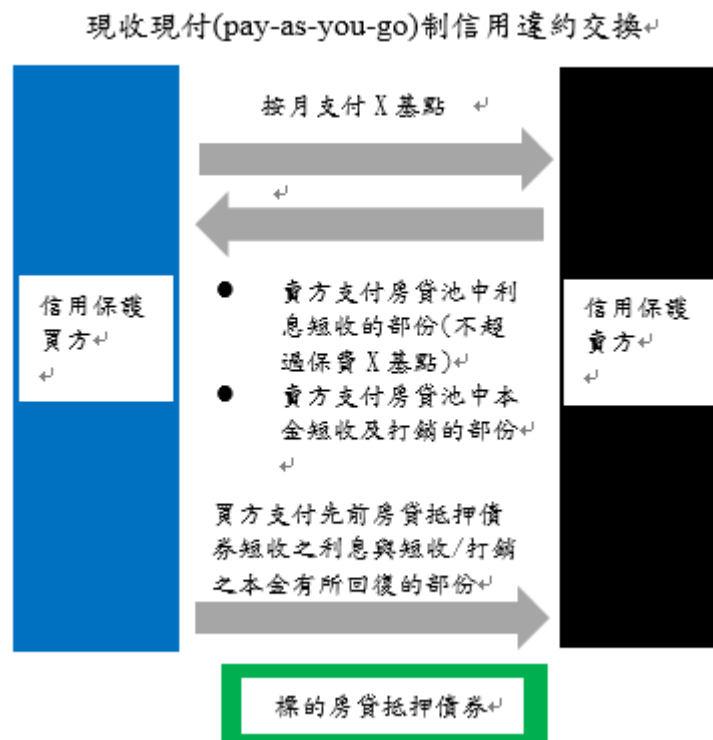 現收現付(pay-as-you-go)制信用違約交換
按月支付 X 基點
信用保護
買方
● 賣方支付房貸池中利
息短收的部份(不超
過保費 X 基點)
● 賣方支付房貸池中本
金短收及打銷的部份
信用保護
賣方
買方支付先前房貸抵押債
券短收之利息與短收/打銷
之本金有所回復的部份
標的房貸抵押債券